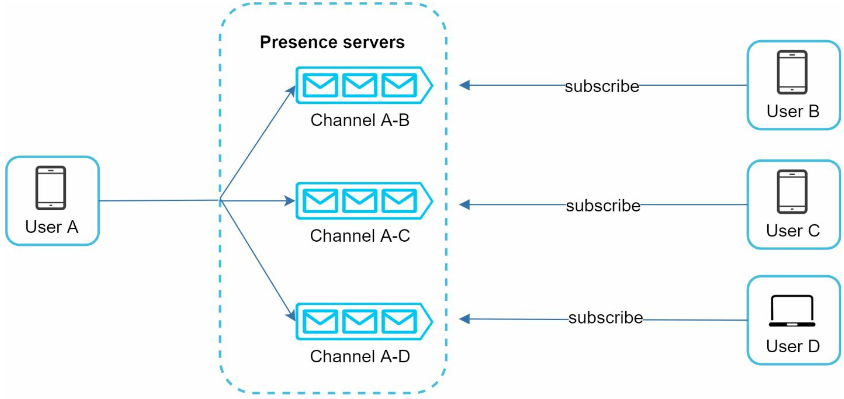 Presence servers
Channel A-B
subscribe
User B
User A
Channel A-C
subscribe
User C
Channel A-D
subscribe
User D